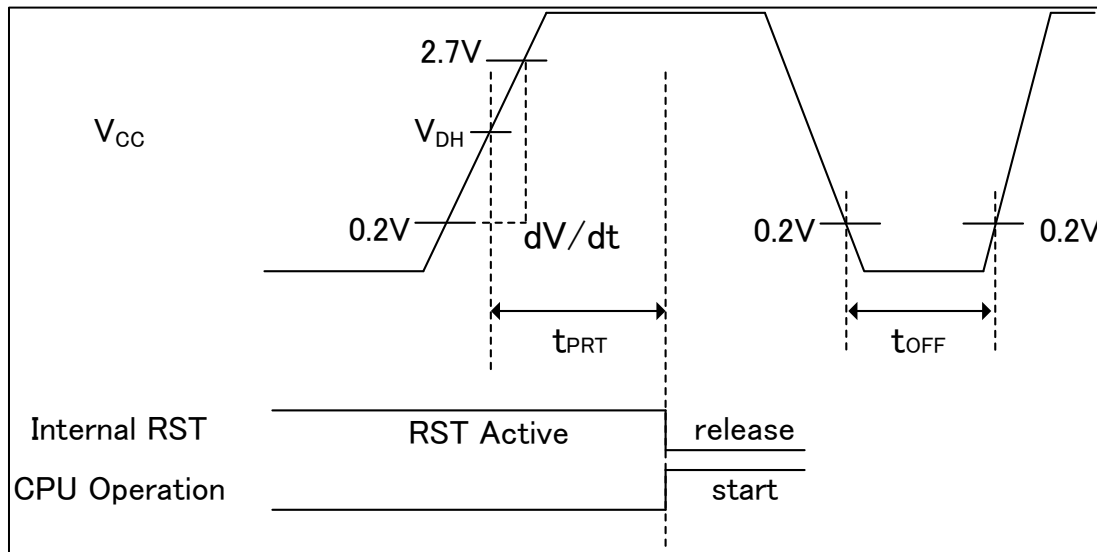 2.7V
VCC
VDH
0.2V
dV/dt
0.2V
0.2V
tPRT
tOFF
Internal RST
RST Active
release
CPU Operation
start